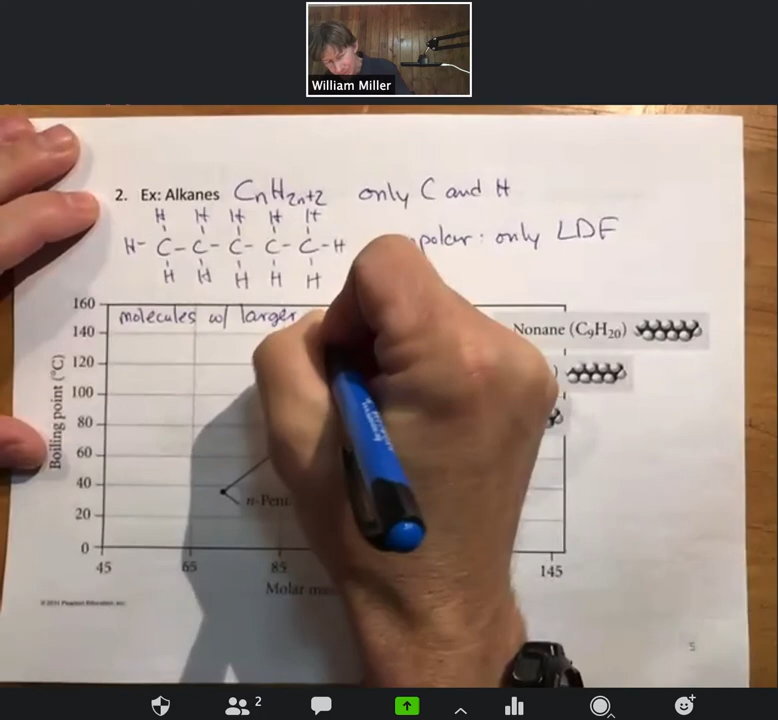 William Miller
2. Ex: Alkanes CnH2n+2 only C and H
H H H H H
H- C - C - C - C - C - H
H H H H H
polar: only LDF
160
molecules w/ larger
140
Nonane (C9H20)
120
)
100
Boiling point (°C)
80
60
40
n-Pen
20
0
45 65 85 145
Molar
© 2011 Pearson Education, Inc.
5
2